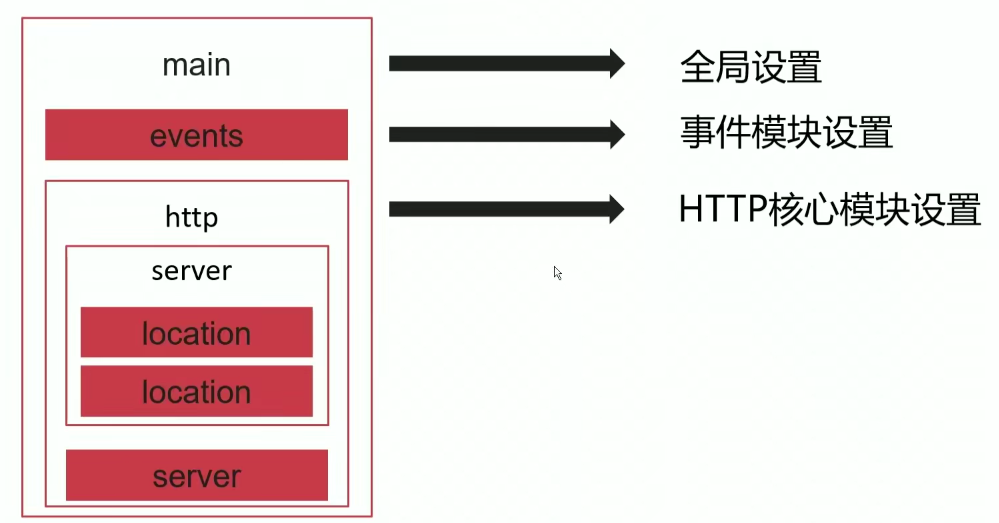 main
全局设置
events
事件模块设置
http
HTTP核心模块设置
server
location
location
server